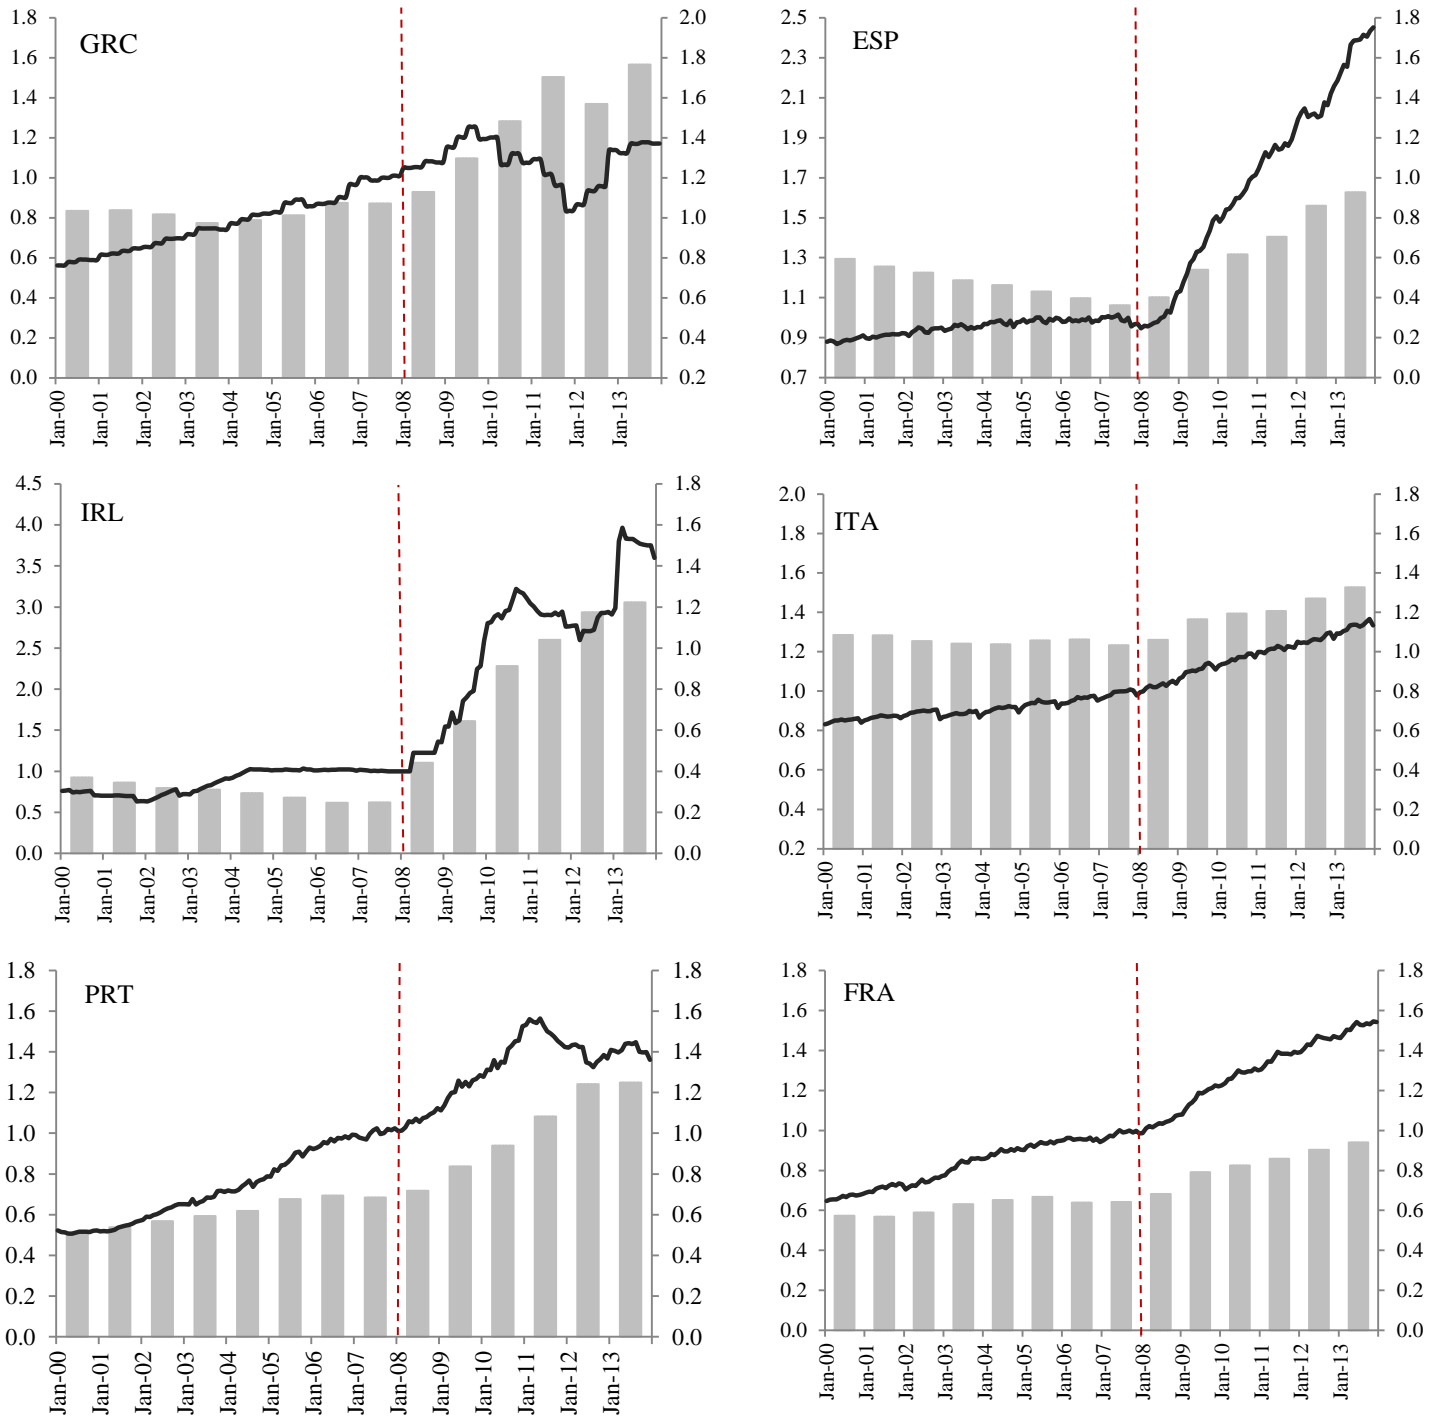 GRC
1.8
1.6
1.4
1.2
1.0
0.8
0.6
0.4
0.2
0.0
2.0
1.8
1.6
1.4
1.2
1.0
0.8
0.6
0.4
0.2
Jan-00
Jan-01
Jan-02
Jan-03
Jan-04
Jan-05
Jan-06
Jan-07
Jan-08
Jan-09
Jan-10
Jan-11
Jan-12
Jan-13
ESP
2.5
2.3
2.1
1.9
1.7
1.5
1.3
1.1
0.9
0.7
1.8
1.6
1.4
1.2
1.0
0.8
0.6
0.4
0.2
0.0
Jan-00
Jan-01
Jan-02
Jan-03
Jan-04
Jan-05
Jan-06
Jan-07
Jan-08
Jan-09
Jan-10
Jan-11
Jan-12
Jan-13
IRL
4.5
4.0
3.5
3.0
2.5
2.0
1.5
1.0
0.5
0.0
1.8
1.6
1.4
1.2
1.0
0.8
0.6
0.4
0.2
0.0
Jan-00
Jan-01
Jan-02
Jan-03
Jan-04
Jan-05
Jan-06
Jan-07
Jan-08
Jan-09
Jan-10
Jan-11
Jan-12
Jan-13
ITA
2.0
1.8
1.6
1.4
1.2
1.0
0.8
0.6
0.4
0.2
1.8
1.6
1.4
1.2
1.0
0.8
0.6
0.4
0.2
0.0
Jan-00
Jan-01
Jan-02
Jan-03
Jan-04
Jan-05
Jan-06
Jan-07
Jan-08
Jan-09
Jan-10
Jan-11
Jan-12
Jan-13
PRT
1.8
1.6
1.4
1.2
1.0
0.8
0.6
0.4
0.2
0.0
1.8
1.6
1.4
1.2
1.0
0.8
0.6
0.4
0.2
0.0
Jan-00
Jan-01
Jan-02
Jan-03
Jan-04
Jan-05
Jan-06
Jan-07
Jan-08
Jan-09
Jan-10
Jan-11
Jan-12
Jan-13
FRA
1.8
1.6
1.4
1.2
1.0
0.8
0.6
0.4
0.2
0.0
1.8
1.6
1.4
1.2
1.0
0.8
0.6
0.4
0.2
0.0
Jan-00
Jan-01
Jan-02
Jan-03
Jan-04
Jan-05
Jan-06
Jan-07
Jan-08
Jan-09
Jan-10
Jan-11
Jan-12
Jan-13